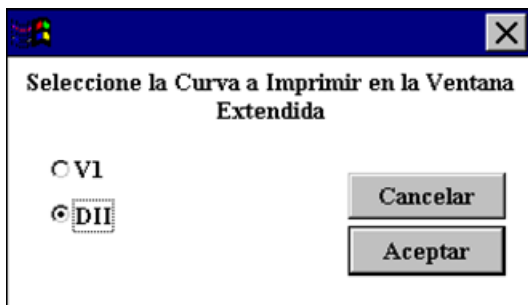 Seleccione la Curva a Imprimir en la Ventana
Extendida
V1
DII
Cancelar
Aceptar